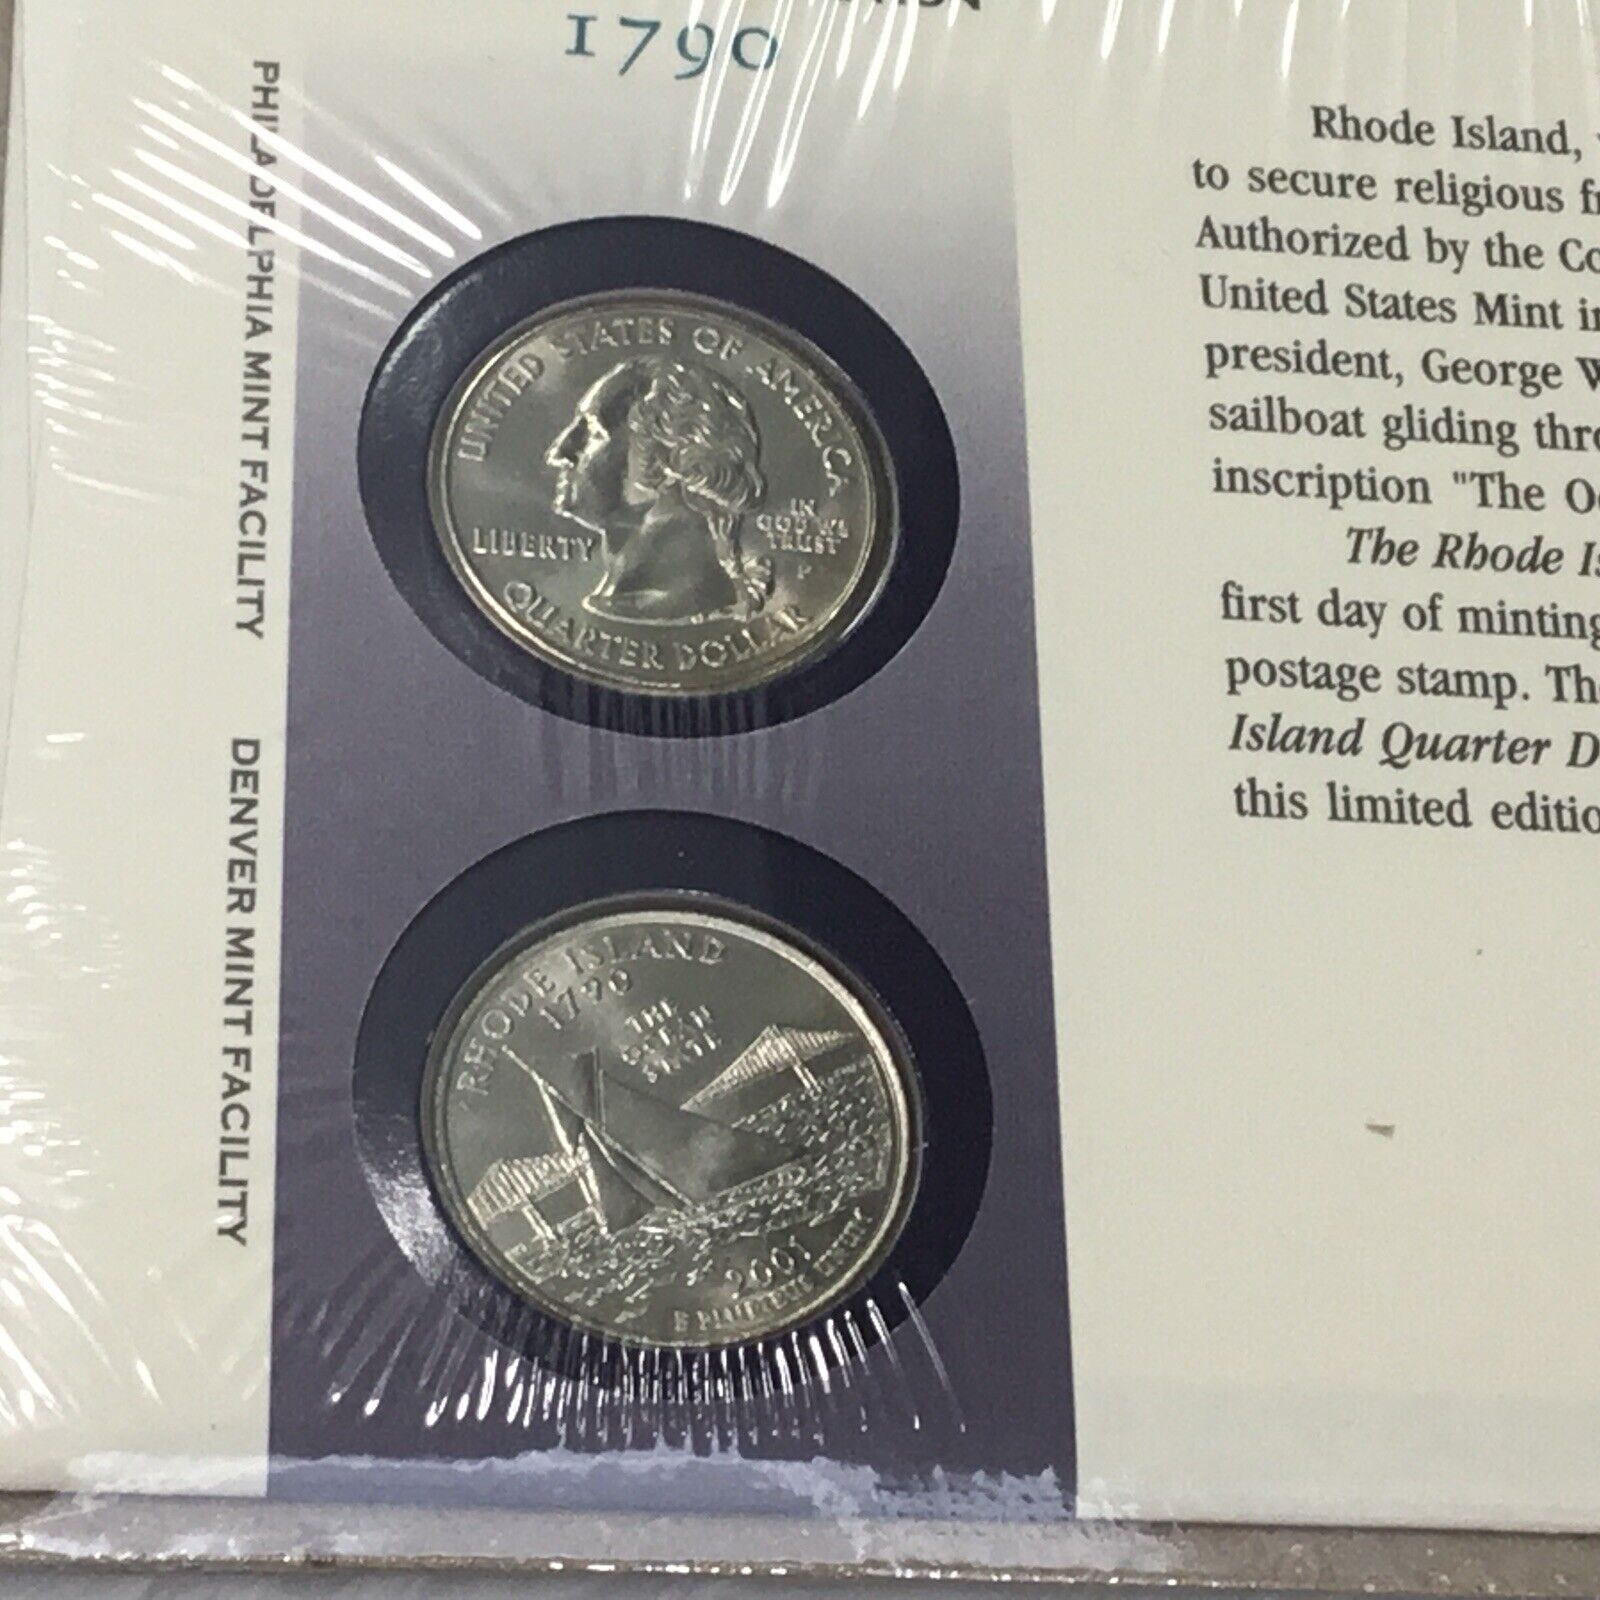 1790
PHILADELPHIA MINT FACILITY
DENVER MINT FACILITY
UNITED STATES OF AMERICA
LIBERTY
IN
GOD WE
TRUST
P
QUARTER DOLLAR
RHODE ISLAND
1790
THE
OCEAN
STATE
2001
E PLURIBUS UNUM
Rhode Island,
to secure religious
Authorized by the
United States Mint
president, George
sailboat gliding
inscription "The
The Rhode
first day of minting
postage stamp.
Island Quarter
this limited